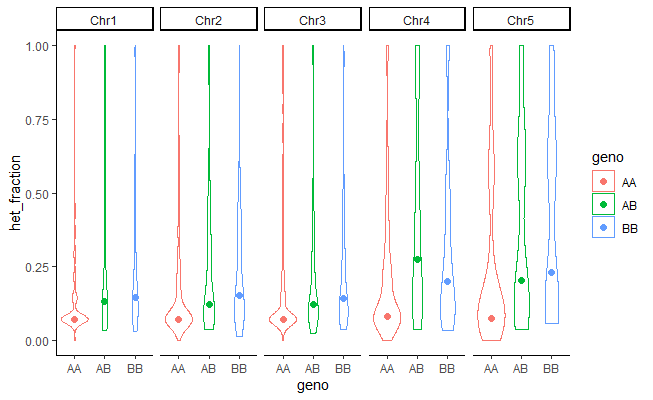 Chr1 Chr2 Chr3 Chr4 Chr5
1.00
0.75
0.50
0.25
0.00
het_fraction
AA AB BB AA AB BB AA AB BB AA AB BB AA AB BB
geno
geno
AA
AB
BB